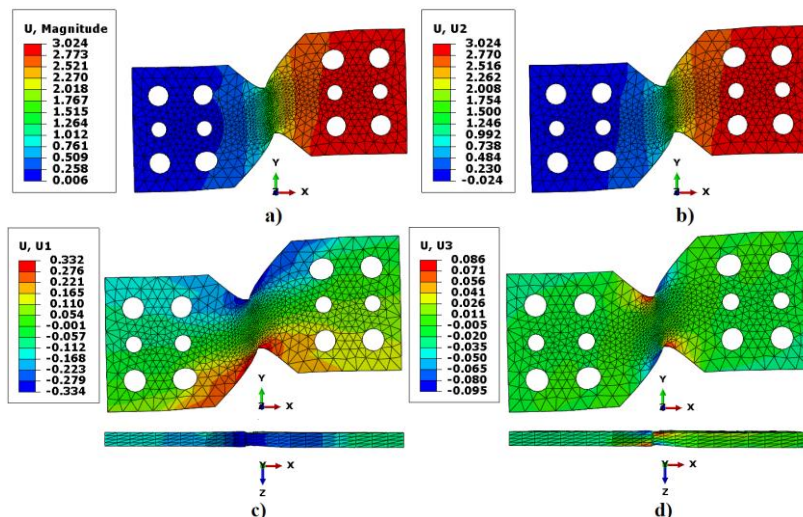 U, Magnitude
3.024
2.773
2.521
2.270
2.018
1.767
1.515
1.264
1.012
0.761
0.509
0.258
0.006
Y
Z
X
a)
U, U2
3.024
2.770
2.516
2.262
2.008
1.754
1.500
1.246
0.992
0.738
0.484
0.230
-0.024
Y
Z
X
b)
U, U1
0.332
0.276
0.221
0.165
0.110
0.054
-0.001
-0.057
-0.112
-0.168
-0.223
-0.279
-0.334
Y
Z
X
Y
X
Z
c)
U, U3
0.086
0.071
0.056
0.041
0.026
0.011
-0.005
-0.020
-0.035
-0.050
-0.065
-0.080
-0.095
Y
Z
X
Y
X
Z
d)